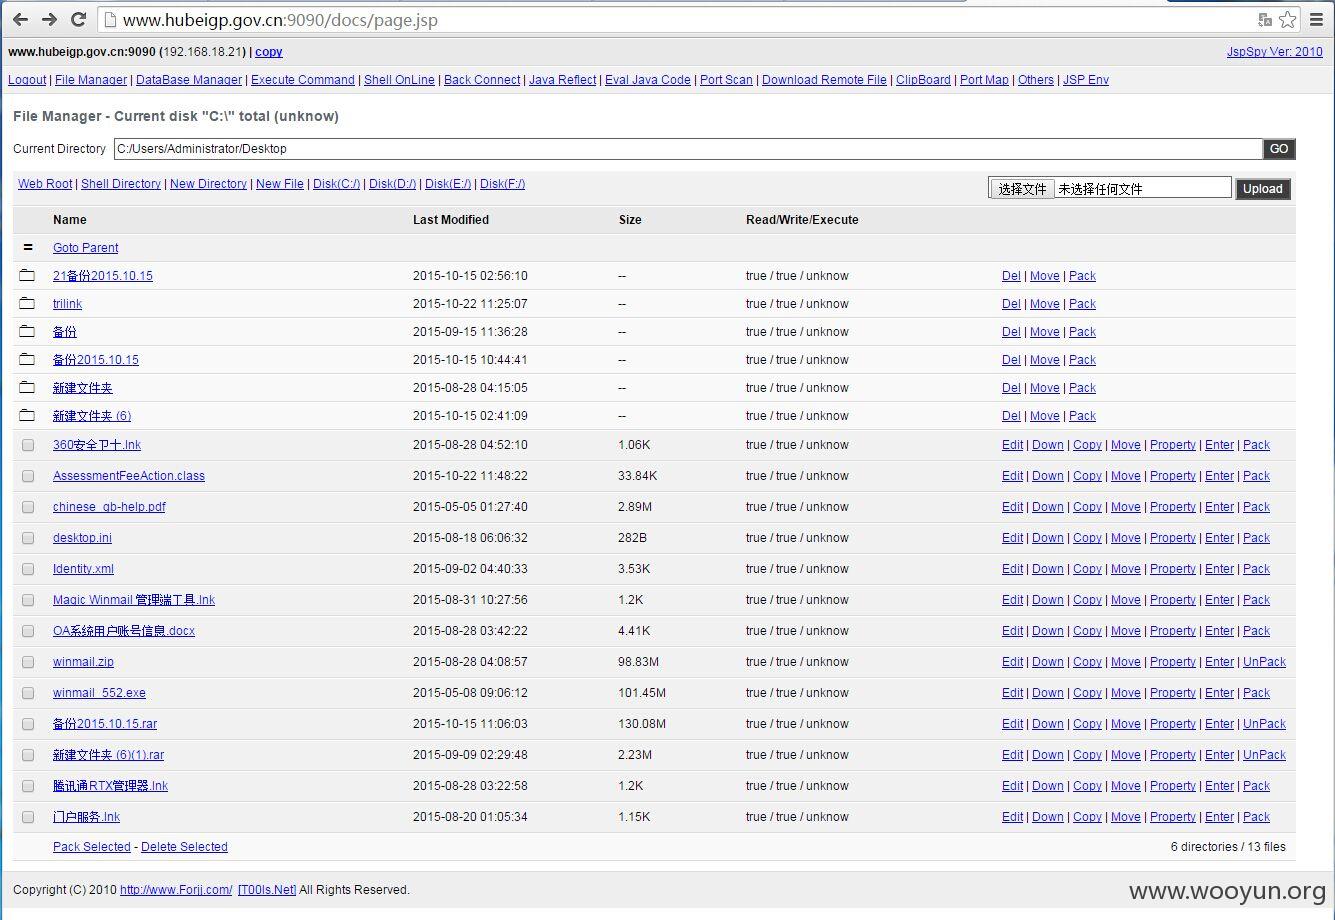 www.hubeigp.gov.cn:9090/docs/page.jsp
www.hubeigp.gov.cn:9090 (192.168.18.21) | copy JspSpy Ver: 2010
Logout | File Manager | DataBase Manager | Execute Command | Shell OnLine | Back Connect | Java Reflect | Eval Java Code | Port Scan | Download Remote File | ClipBoard | Port Map | Others | JSP Env
File Manager - Current disk "C:\" total (unknow)
Current Directory C:/Users/Administrator/Desktop GO
Web Root | Shell Directory | New Directory | New File | Disk(C:/) | Disk(D:/) | Disk(E:/) | Disk(F:/) 选择文件 未选择任何文件 Upload
Name Last Modified Size Read/Write/Execute
= Goto Parent
21备份2015.10.15 2015-10-15 02:56:10 -- true / true / unknow Del | Move | Pack
trilink 2015-10-22 11:25:07 -- true / true / unknow Del | Move | Pack
备份 2015-09-15 11:36:28 -- true / true / unknow Del | Move | Pack
备份2015.10.15 2015-10-15 10:44:41 -- true / true / unknow Del | Move | Pack
新建文件夹 2015-08-28 04:15:05 -- true / true / unknow Del | Move | Pack
新建文件夹 (6) 2015-10-15 02:41:09 -- true / true / unknow Del | Move | Pack
360安全卫士.lnk 2015-08-28 04:52:10 1.06K true / true / unknow Edit | Down | Copy | Move | Property | Enter | Pack
AssessmentFeeAction.class 2015-10-22 11:48:22 33.84K true / true / unknow Edit | Down | Copy | Move | Property | Enter | Pack
chinese_gb-help.pdf 2015-05-05 01:27:40 2.89M true / true / unknow Edit | Down | Copy | Move | Property | Enter | Pack
desktop.ini 2015-08-18 06:06:32 282B true / true / unknow Edit | Down | Copy | Move | Property | Enter | Pack
Identity.xml 2015-09-02 04:40:33 3.53K true / true / unknow Edit | Down | Copy | Move | Property | Enter | Pack
Magic Winmail 管理端工具.lnk 2015-08-31 10:27:56 1.2K true / true / unknow Edit | Down | Copy | Move | Property | Enter | Pack
OA系统用户账号信息.docx 2015-08-28 03:42:22 4.41K true / true / unknow Edit | Down | Copy | Move | Property | Enter | Pack
winmail.zip 2015-08-28 04:08:57 98.83M true / true / unknow Edit | Down | Copy | Move | Property | Enter | UnPack
winmail_552.exe 2015-05-08 09:06:12 101.45M true / true / unknow Edit | Down | Copy | Move | Property | Enter | Pack
备份2015.10.15.rar 2015-10-15 11:06:03 130.08M true / true / unknow Edit | Down | Copy | Move | Property | Enter | UnPack
新建文件夹 (6)(1).rar 2015-09-09 02:29:48 2.23M true / true / unknow Edit | Down | Copy | Move | Property | Enter | UnPack
腾讯通RTX管理器.lnk 2015-08-28 03:22:58 1.2K true / true / unknow Edit | Down | Copy | Move | Property | Enter | Pack
门户服务.lnk 2015-08-20 01:05:34 1.15K true / true / unknow Edit | Down | Copy | Move | Property | Enter | Pack
Pack Selected - Delete Selected 6 directories / 13 files
Copyright (C) 2010 http://www.Forjj.com/ [T00ls.Net] All Rights Reserved.
www.wooyun.org